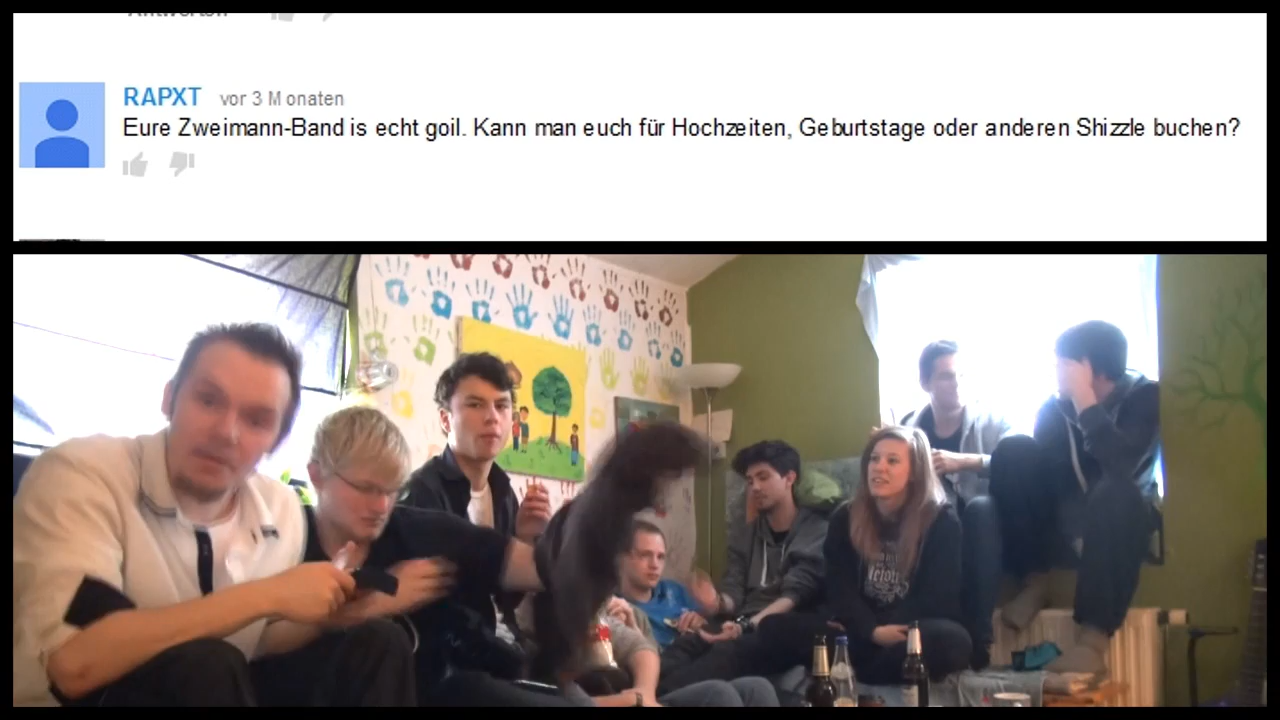 Antworten
RAPXT vor 3 Monaten
Eure Zweimann-Band is echt goil. Kann man euch für Hochzeiten, Geburtstage oder anderen Shizzle buchen?